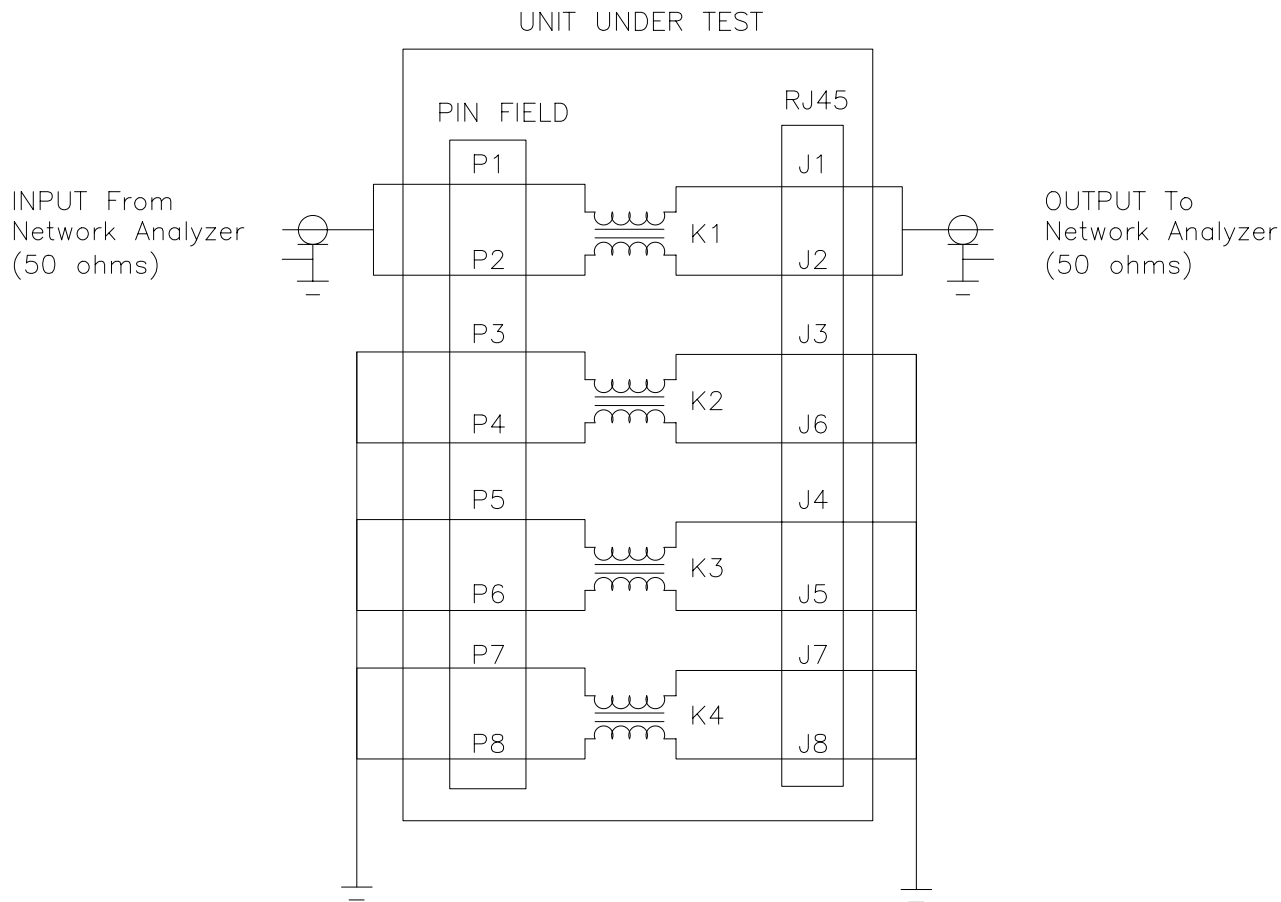 UNIT UNDER TEST
PIN FIELD
RJ45
P1
J1
INPUT From
Network Analyzer
(50 ohms)
OUTPUT To
Network Analyzer
(50 ohms)
K1
P2
J2
P3
J3
K2
P4
J6
P5
J4
K3
P6
J5
P7
J7
K4
P8
J8